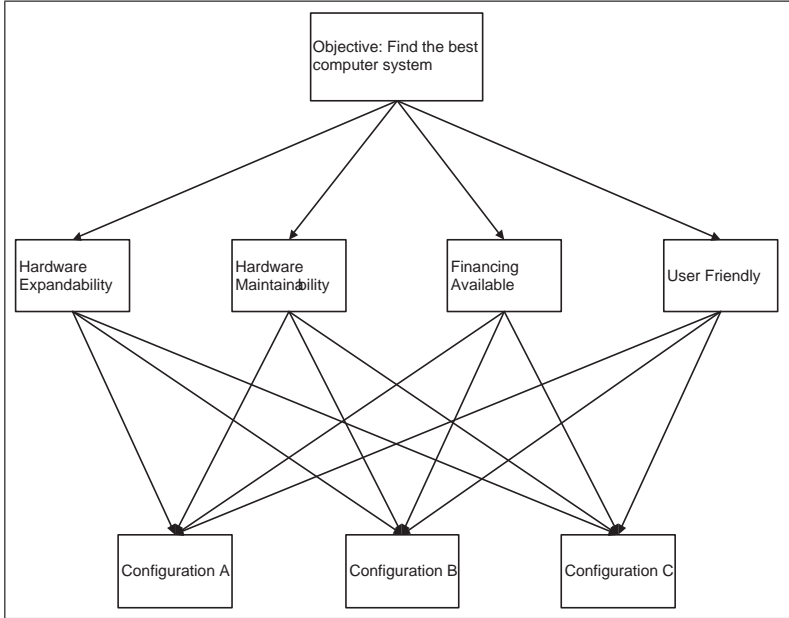 Objective: Find the best
computer system
Hardware
Expandability
Hardware
Maintainability
Financing
Available
User Friendly
Configuration A
Configuration B
Configuration C